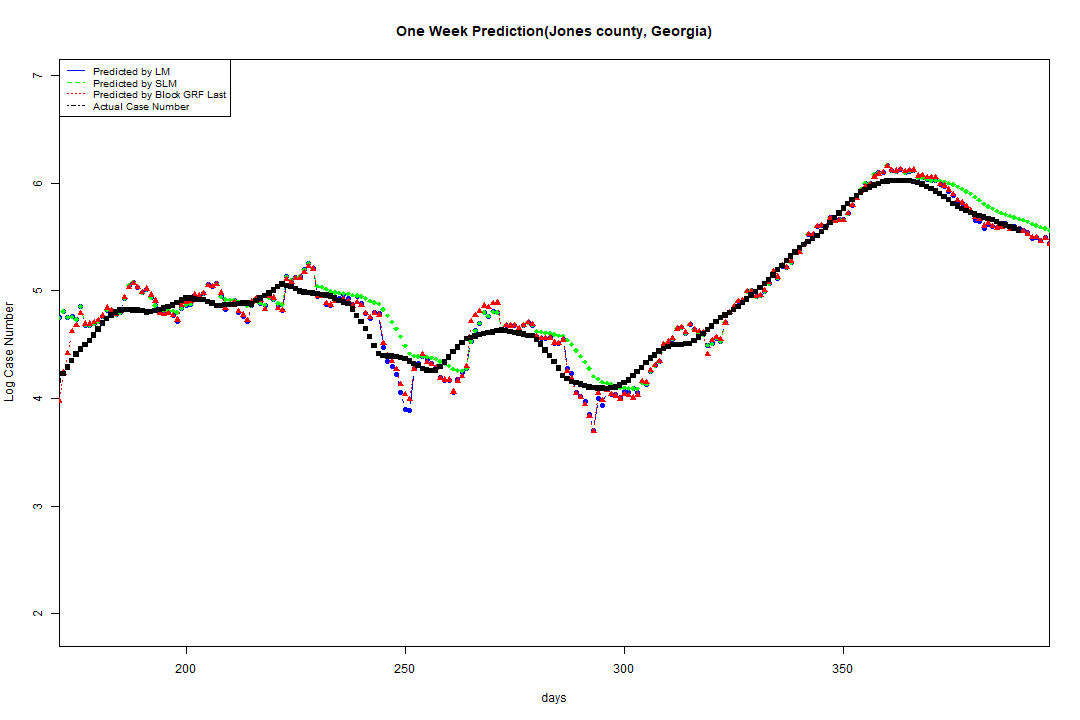 One Week Prediction(Jones county, Georgia)
Predicted by LM
Predicted by SLM
Predicted by Block GRF Last
Actual Case Number
Log Case Number
7
6
5
4
3
2
200 250 300 350
days